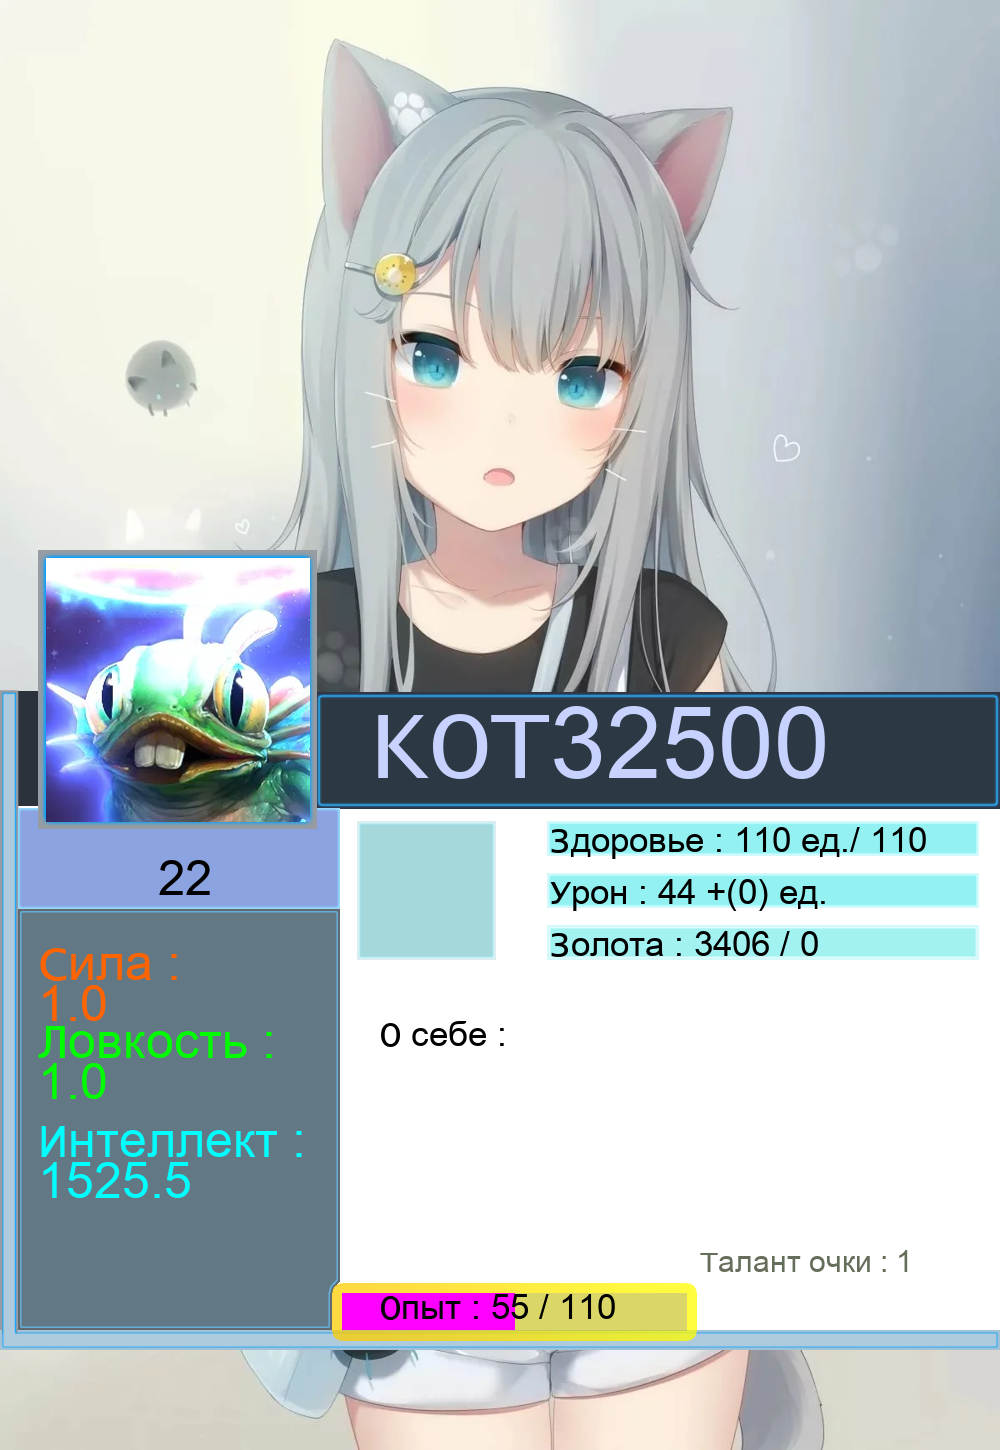 КОТ32500
22
Здоровье : 110 ед./ 110
Урон : 44 +(0) ед.
Золота : 3406 / 0
Сила :
1.0
Ловкость :
1.0
Интеллект :
1525.5
О себе :
Талант очки : 1
Опыт : 55 / 110